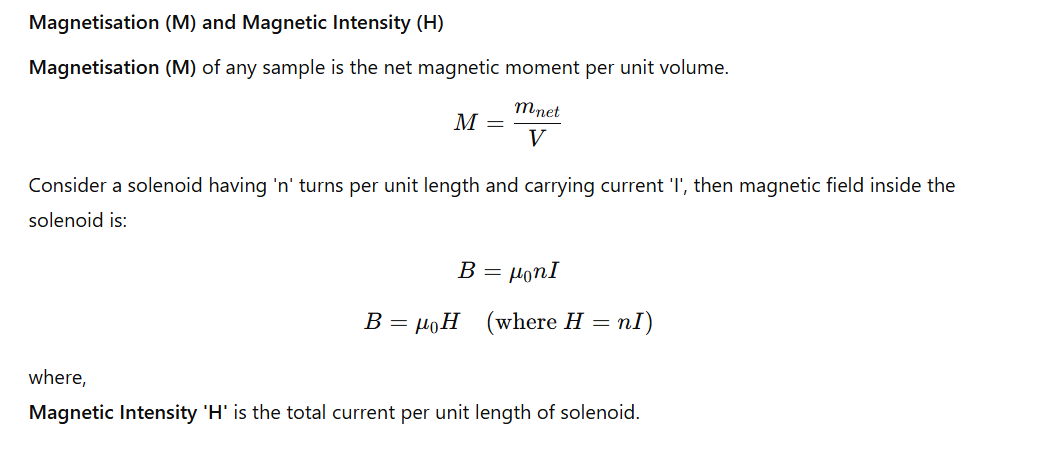 Magnetisation (M) and Magnetic Intensity (H)
Magnetisation (M) of any sample is the net magnetic moment per unit volume.
M = m_net / V
Consider a solenoid having 'n' turns per unit length and carrying current 'I', then magnetic field inside the
solenoid is:
B = μ₀nI
B = μ₀H (where H = nI)
where,
Magnetic Intensity 'H' is the total current per unit length of solenoid.